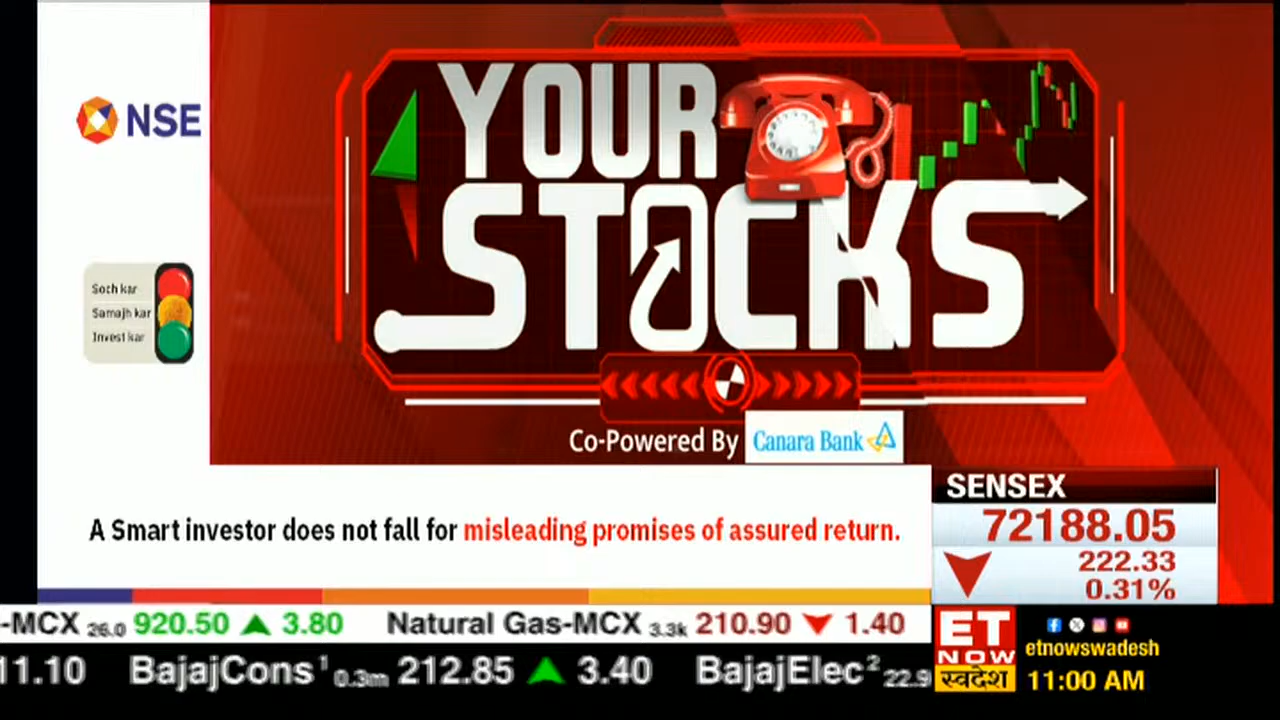 NSE
Soch kar
Samajh kar
Invest kar
YOUR
STOCKS
Co-Powered By Canara Bank
A Smart investor does not fall for misleading promises of assured return.
SENSEX
72188.05
222.33
0.31%
-MCX 26.0 920.50 3.80 Natural Gas-MCX 3.3k 210.90 1.40
11.10 BajajCons 1 0.3m 212.85 3.40 BajajElec 2 22.9
ET
NOW
स्वदेश
etnowswadesh
11:00 AM